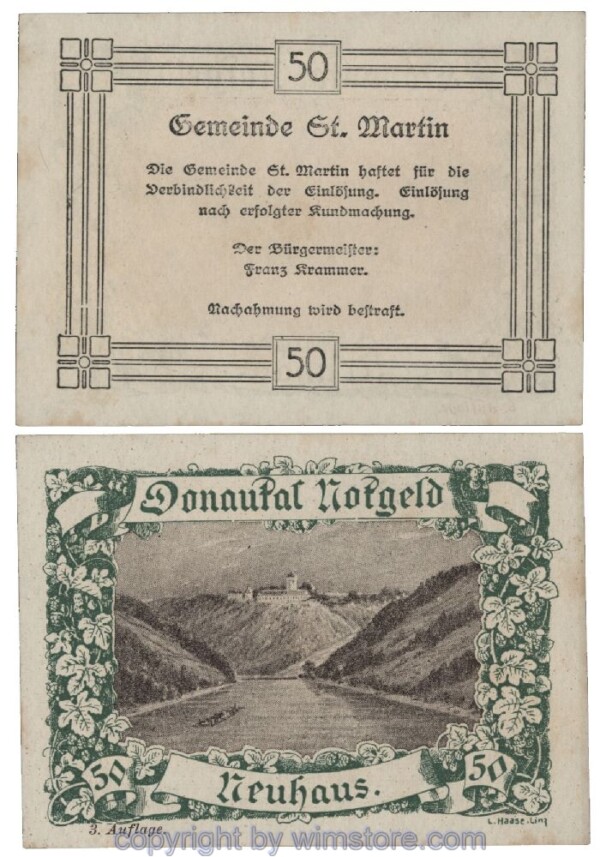 50
Gemeinde St. Martin
Die Gemeinde St. Martin haftet für die
Verbindlichkeit der Einlösung. Einlösung
nach erfolgter Kundmachung.
Der Bürgermeister:
Franz Krammer.
Nachahmung wird bestraft.
50
Donautal Notgeld
50
50
Neuhaus.
3. Auflage.
L. Haase. Linz
copyright by wimstore.com